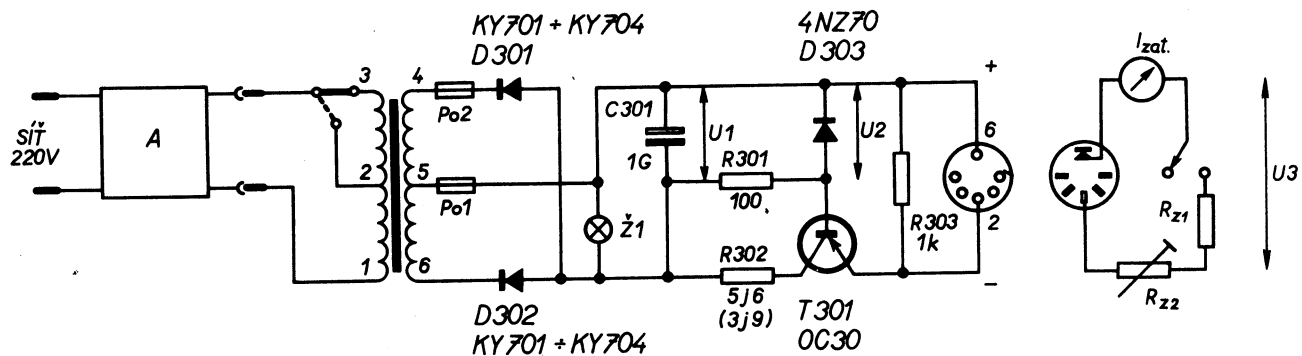 SÍŤ
220V
A
3
2
1
4
5
6
KY701 ÷ KY704
D301
Po2
Po1
D302
KY701 ÷ KY704
Ž1
C301
1G
U1
R301
100
R302
5j6
(3j9)
4NZ70
D303
U2
T301
OC30
R303
1k
+
6
2
–
Izat.
Rz1
Rz2
U3